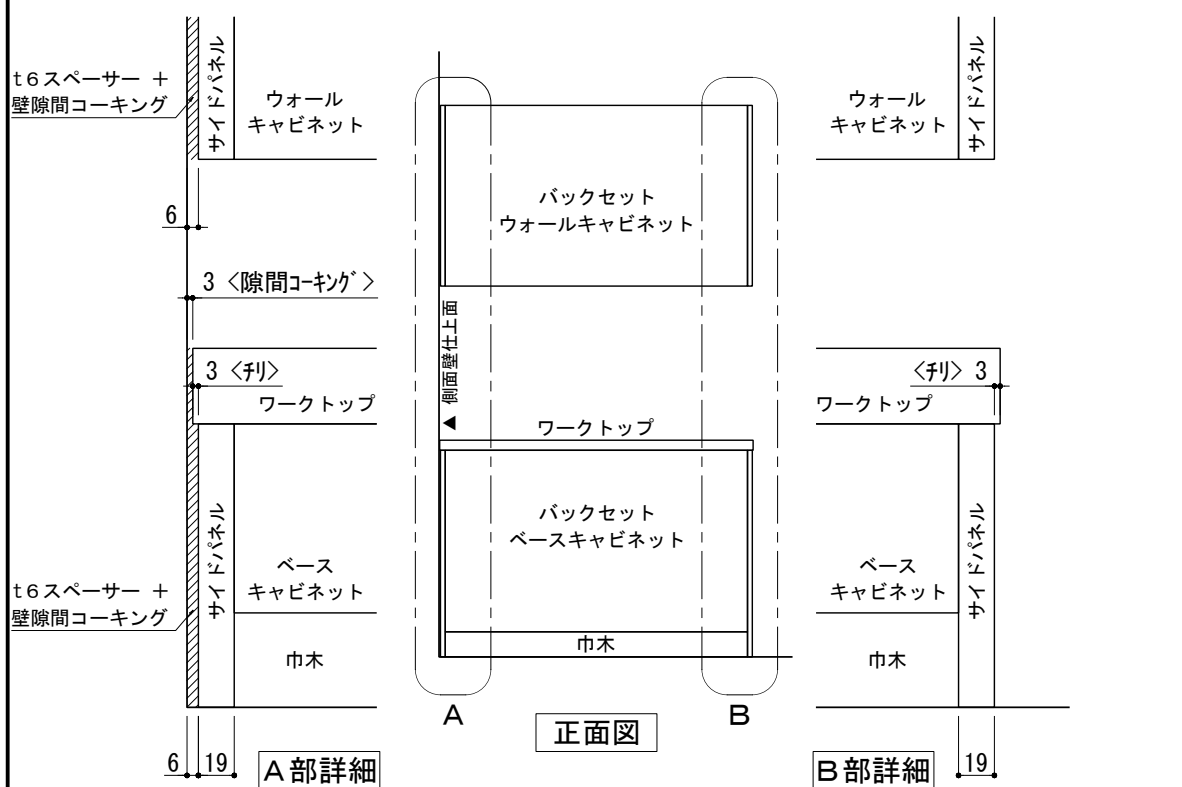 t6スペーサー ＋
壁隙間コーキング
サイドパネル
ウォール
キャビネット
6
3 <隙間ｺｰｷﾝｸﾞ>
3 <ﾁﾘ>
ワークトップ
サイドパネル
ベース
キャビネット
t6スペーサー ＋
壁隙間コーキング
巾木
6
19
A部詳細
バックセット
ウォールキャビネット
▲ 側面壁仕上面
ワークトップ
バックセット
ベースキャビネット
巾木
A
B
正面図
ウォール
キャビネット
サイドパネル
<ﾁﾘ> 3
ワークトップ
ベース
キャビネット
サイドパネル
巾木
B部詳細
19